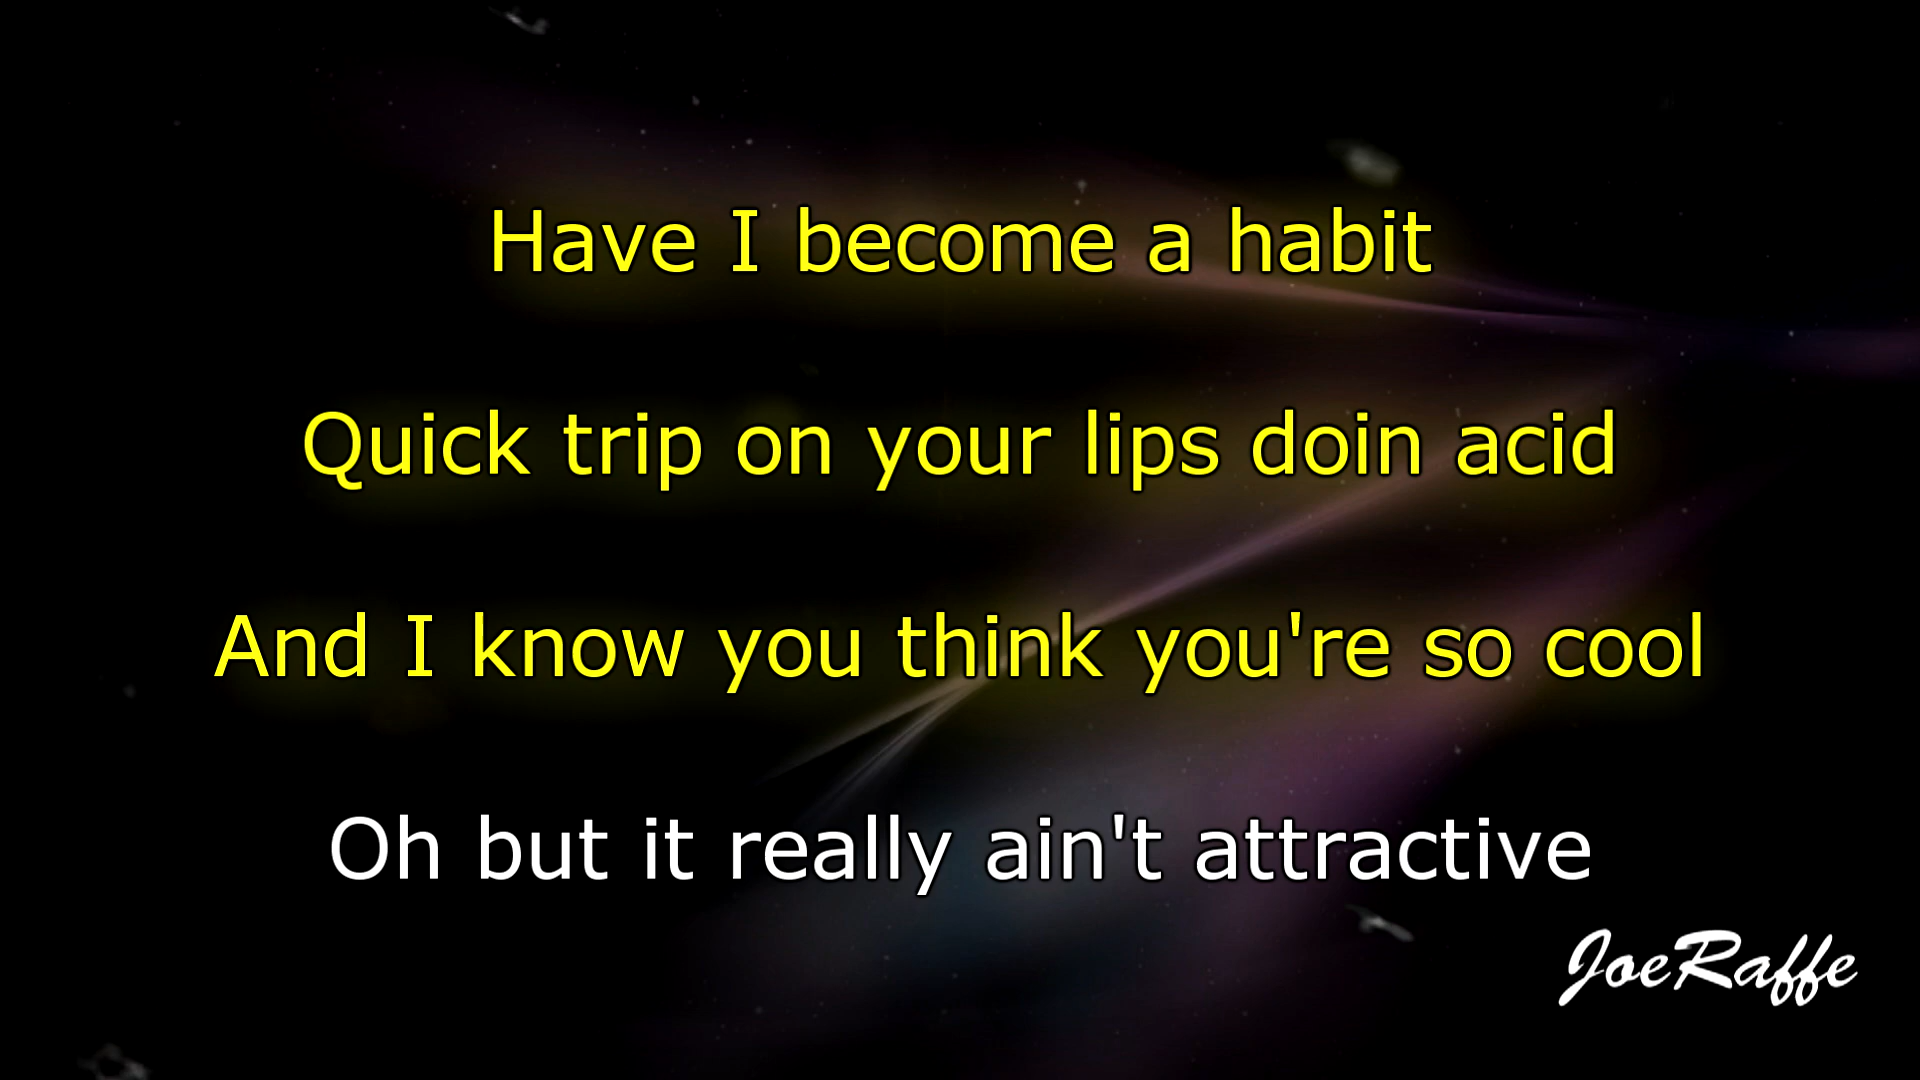 Have I become a habit
Quick trip on your lips doin acid
And I know you think you're so cool
Oh but it really ain't attractive
JoeRaffe